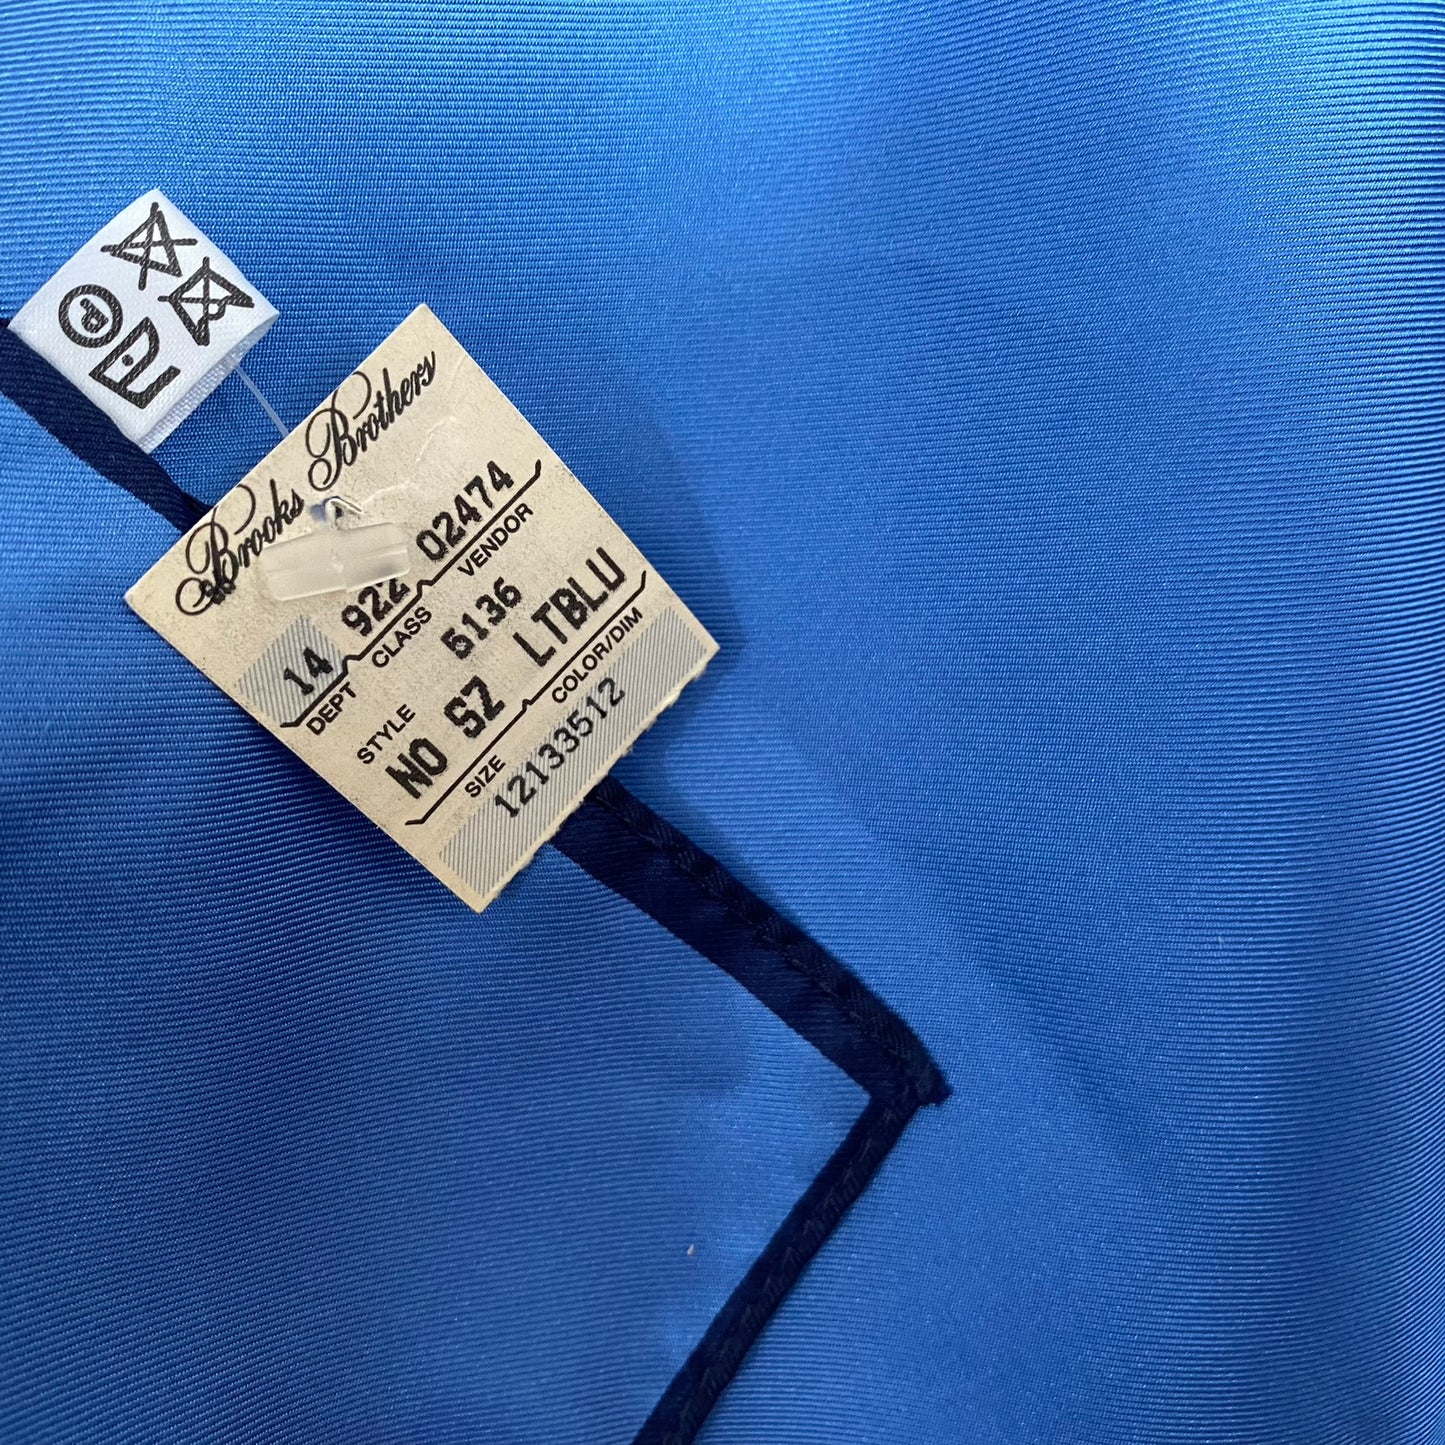 P
Brooks Brothers
14 922 02474
DEPT CLASS VENDOR
STYLE 5136
NO SZ LTBLU
SIZE COLOR/DIM
12133512